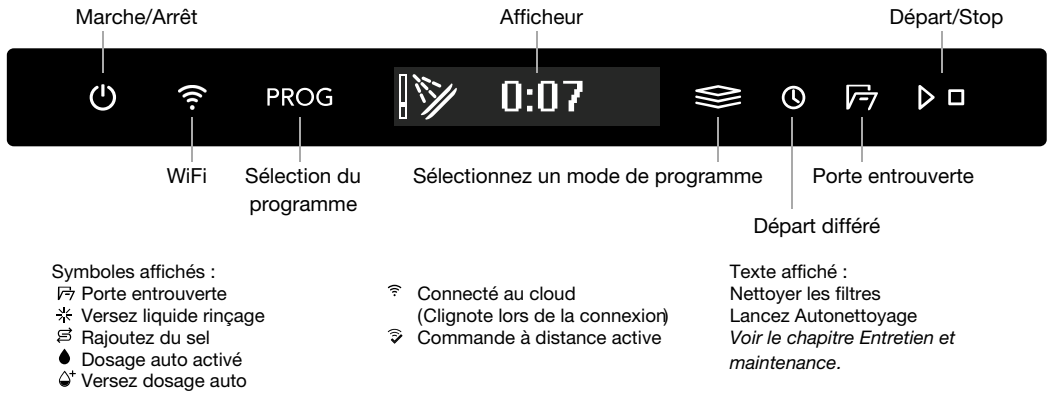 Marche/Arrêt
Afficheur
Départ/Stop
PROG
0:07
WiFi
Sélection du
programme
Sélectionnez un mode de programme
Porte entrouverte
Départ différé
Symboles affichés :
Porte entrouverte
Versez liquide rinçage
Rajoutez du sel
Dosage auto activé
Versez dosage auto
Connecté au cloud
(Clignote lors de la connexion)
Commande à distance active
Texte affiché :
Nettoyer les filtres
Lancez Autonettoyage
Voir le chapitre Entretien et
maintenance.